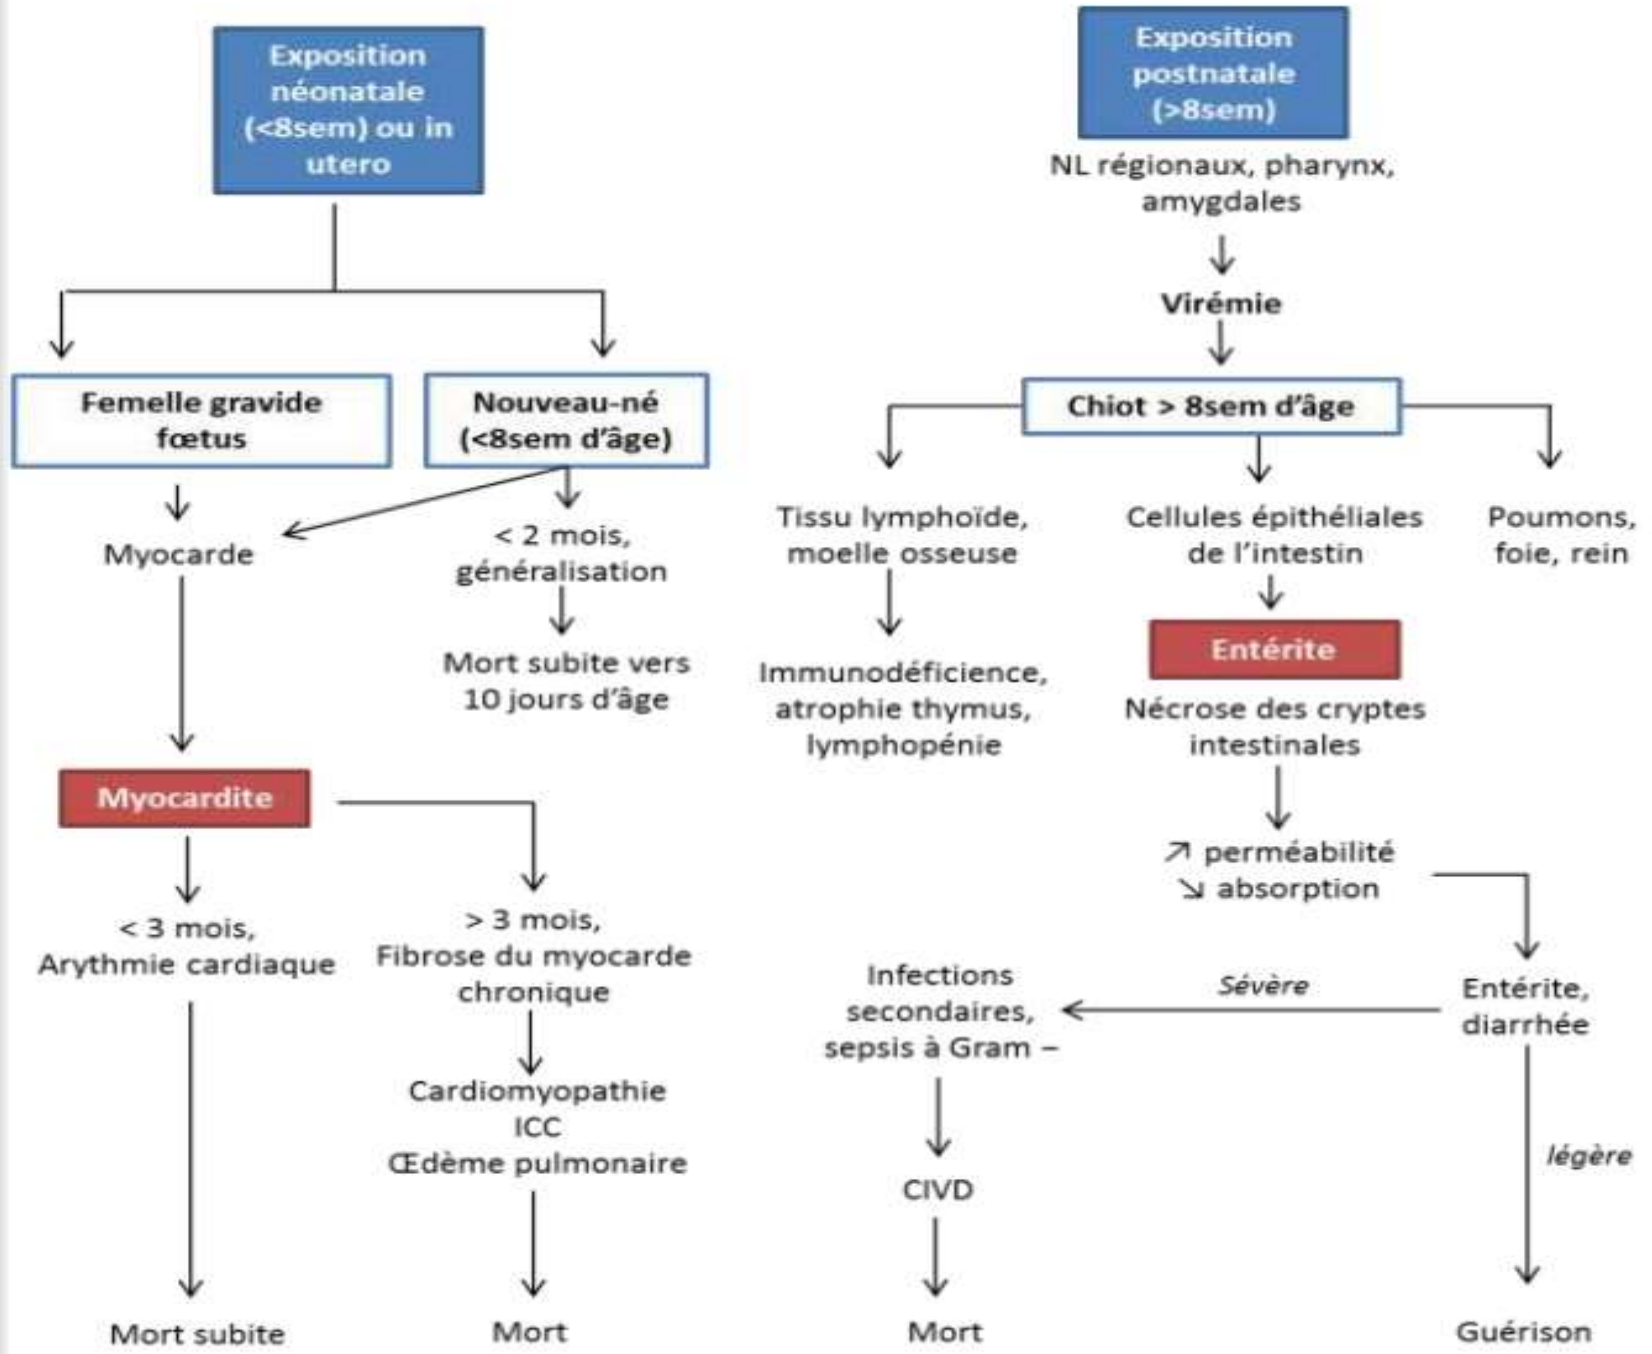 Exposition
néonatale
(<8sem) ou in
utero
Femelle gravide
fœtus
Nouveau-né
(<8sem d'âge)
Myocarde
< 2 mois,
généralisation
Mort subite vers
10 jours d'âge
Myocardite
< 3 mois,
Arythmie cardiaque
> 3 mois,
Fibrose du myocarde
chronique
Cardiomyopathie
ICC
Œdème pulmonaire
Mort subite
Mort
Exposition
postnatale
(>8sem)
NL régionaux, pharynx,
amygdales
Virémie
Chiot > 8sem d'âge
Tissu lymphoïde,
moelle osseuse
Immunodéficience,
atrophie thymus,
lymphopénie
Cellules épithéliales
de l'intestin
Poumons,
foie, rein
Entérite
Nécrose des cryptes
intestinales
↗ perméabilité
↘ absorption
Entérite,
diarrhée
Sévère
Infections
secondaires,
sepsis à Gram –
CIVD
Mort
légère
Guérison